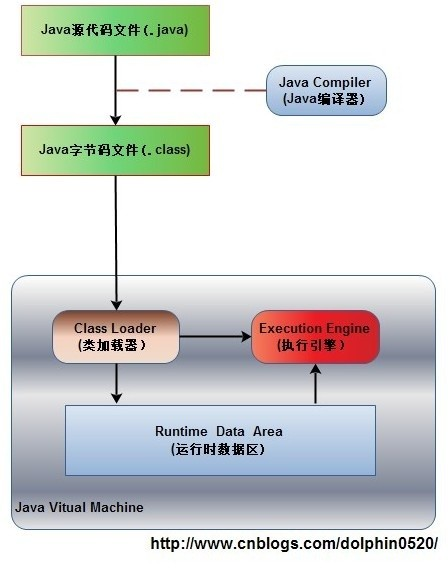 Java源代码文件(.java)
Java Compiler
(Java编译器)
Java字节码文件(.class)
Class Loader
(类加载器)
Execution Engine
(执行引擎)
Runtime Data Area
(运行时数据区)
Java Vitual Machine
http://www.cnblogs.com/dolphin0520/